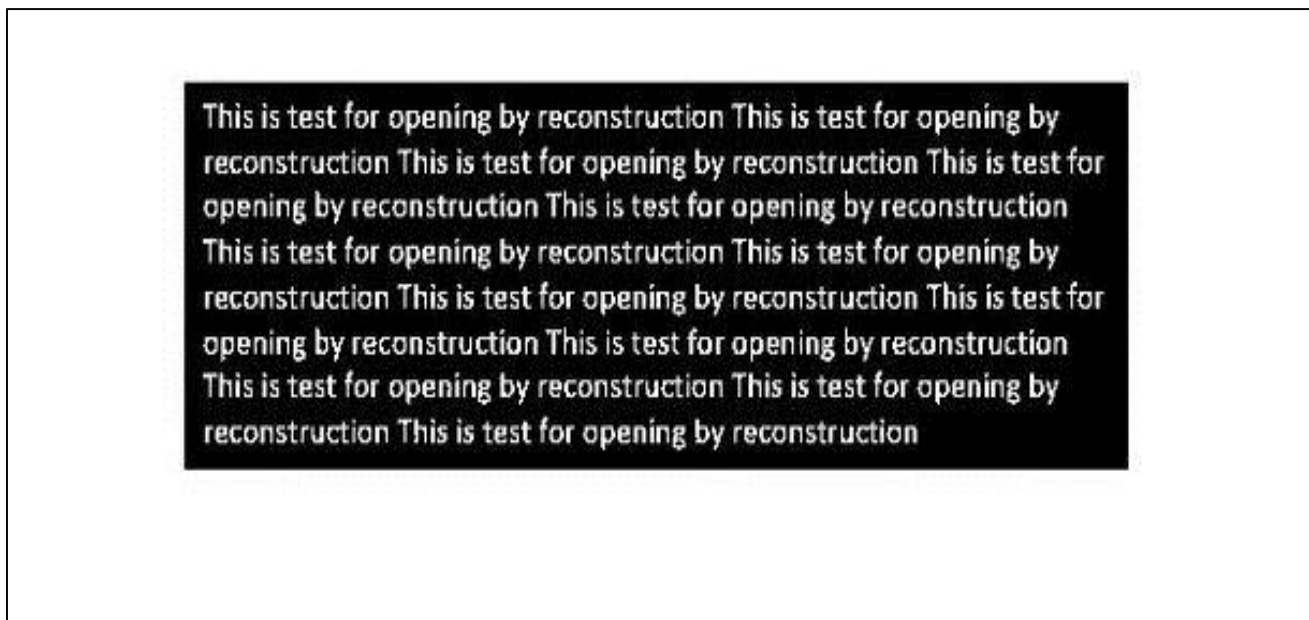 This is test for opening by reconstruction This is test for opening by
reconstruction This is test for opening by reconstruction This is test for
opening by reconstruction This is test for opening by reconstruction
This is test for opening by reconstruction This is test for opening by
reconstruction This is test for opening by reconstruction This is test for
opening by reconstruction This is test for opening by reconstruction
This is test for opening by reconstruction This is test for opening by
reconstruction This is test for opening by reconstruction